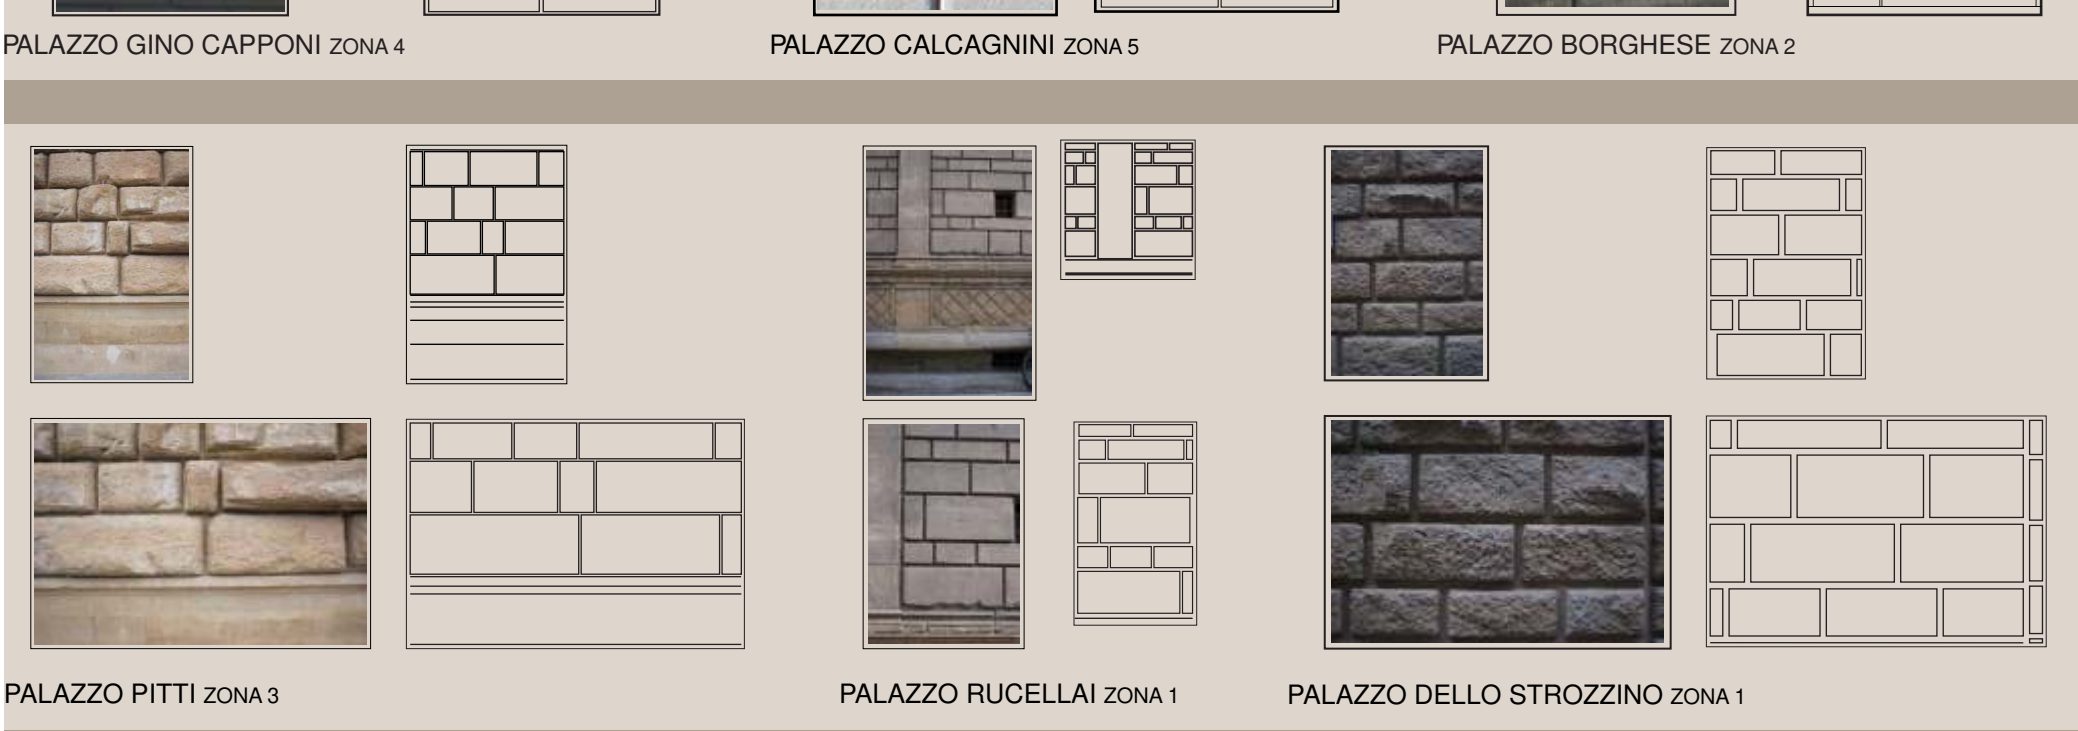 PALAZZO GINO CAPPONI ZONA 4
PALAZZO CALCAGNINI ZONA 5
PALAZZO BORGHESE ZONA 2
PALAZZO PITTI ZONA 3
PALAZZO RUCELLAI ZONA 1
PALAZZO DELLO STROZZINO ZONA 1